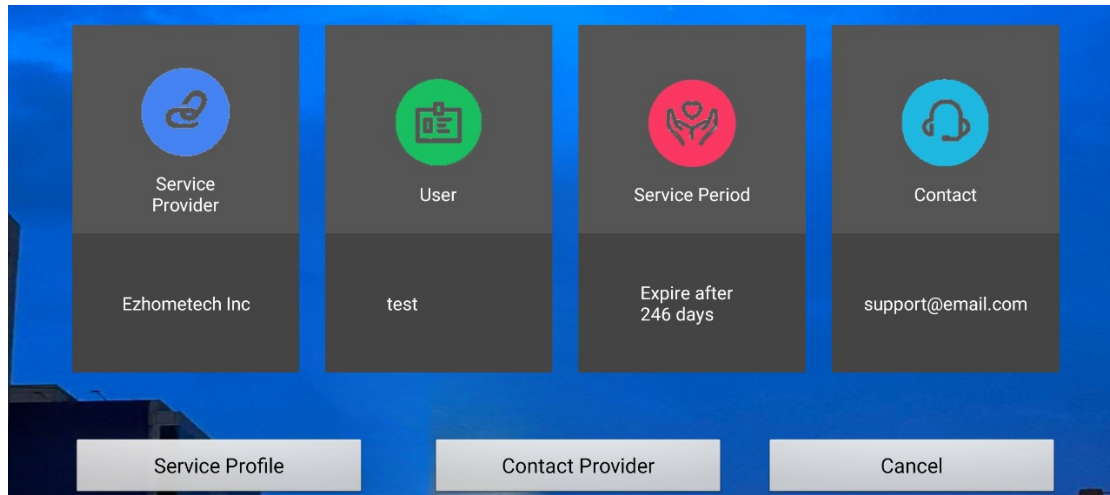 Service
Provider
User
Service Period
Contact
Ezhometech Inc
test
Expire after
246 days
support@email.com
Service Profile
Contact Provider
Cancel